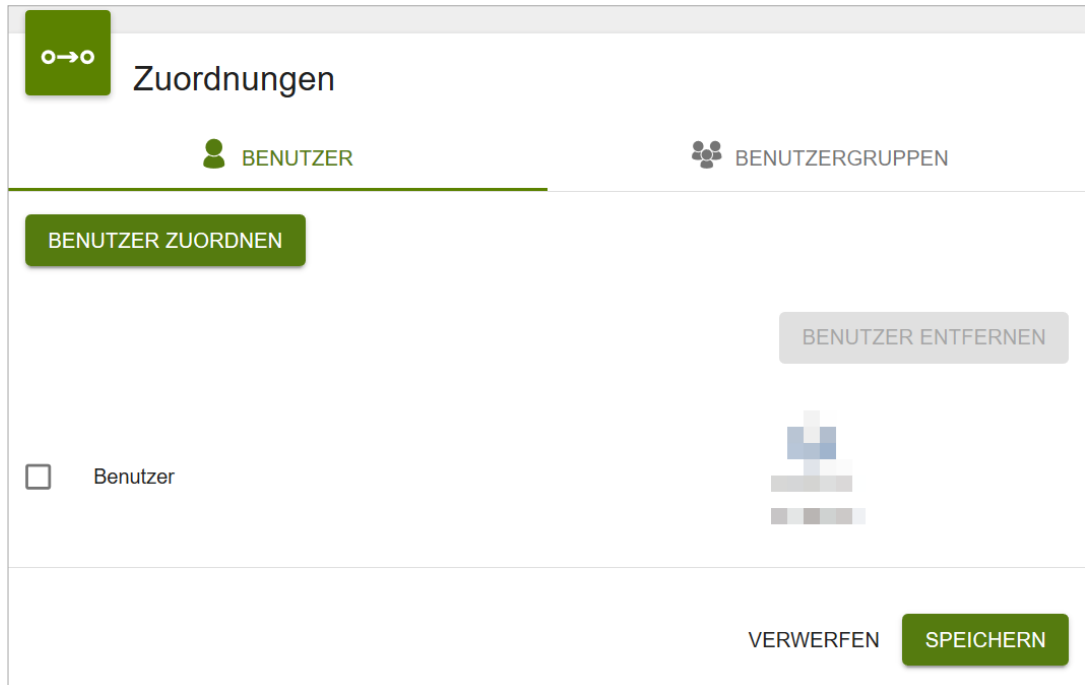 Zuordnungen
BENUTZER
BENUTZERGRUPPEN
BENUTZER ZUORDNEN
BENUTZER ENTFERNEN
Benutzer
VERWERFEN
SPEICHERN